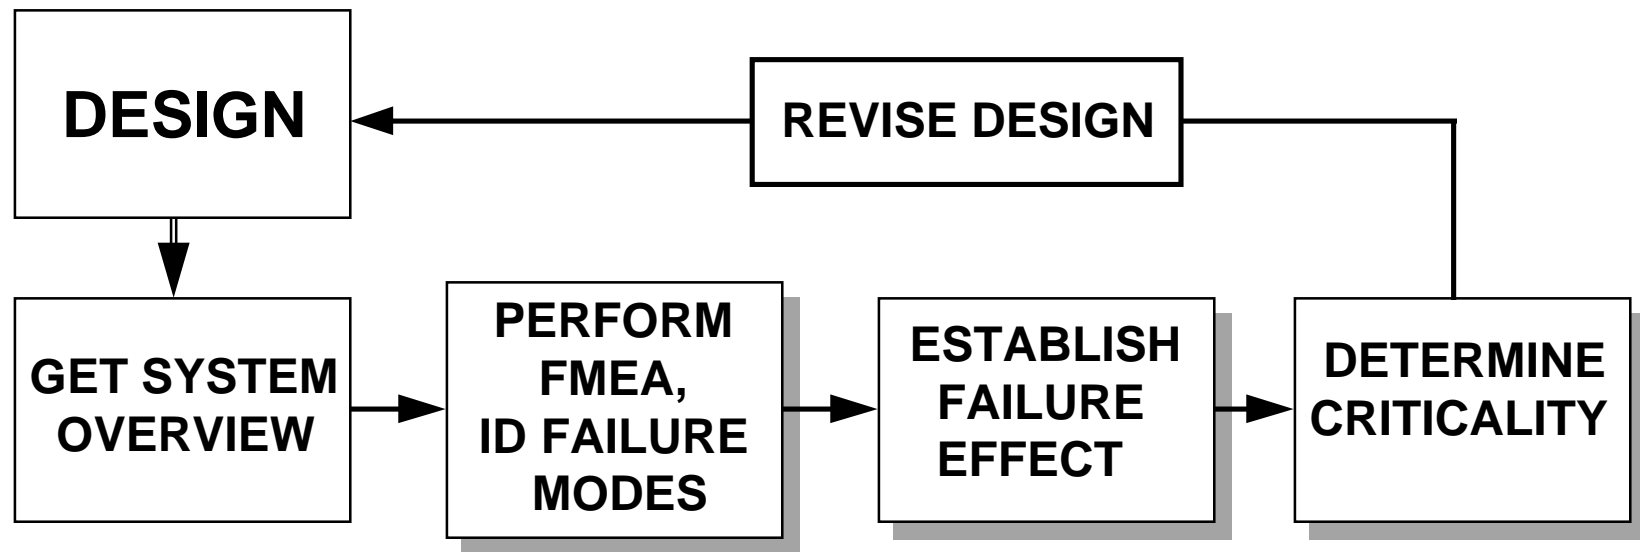 DESIGN
REVISE DESIGN
GET SYSTEM
OVERVIEW
PERFORM
FMEA,
ID FAILURE
MODES
ESTABLISH
FAILURE
EFFECT
DETERMINE
CRITICALITY